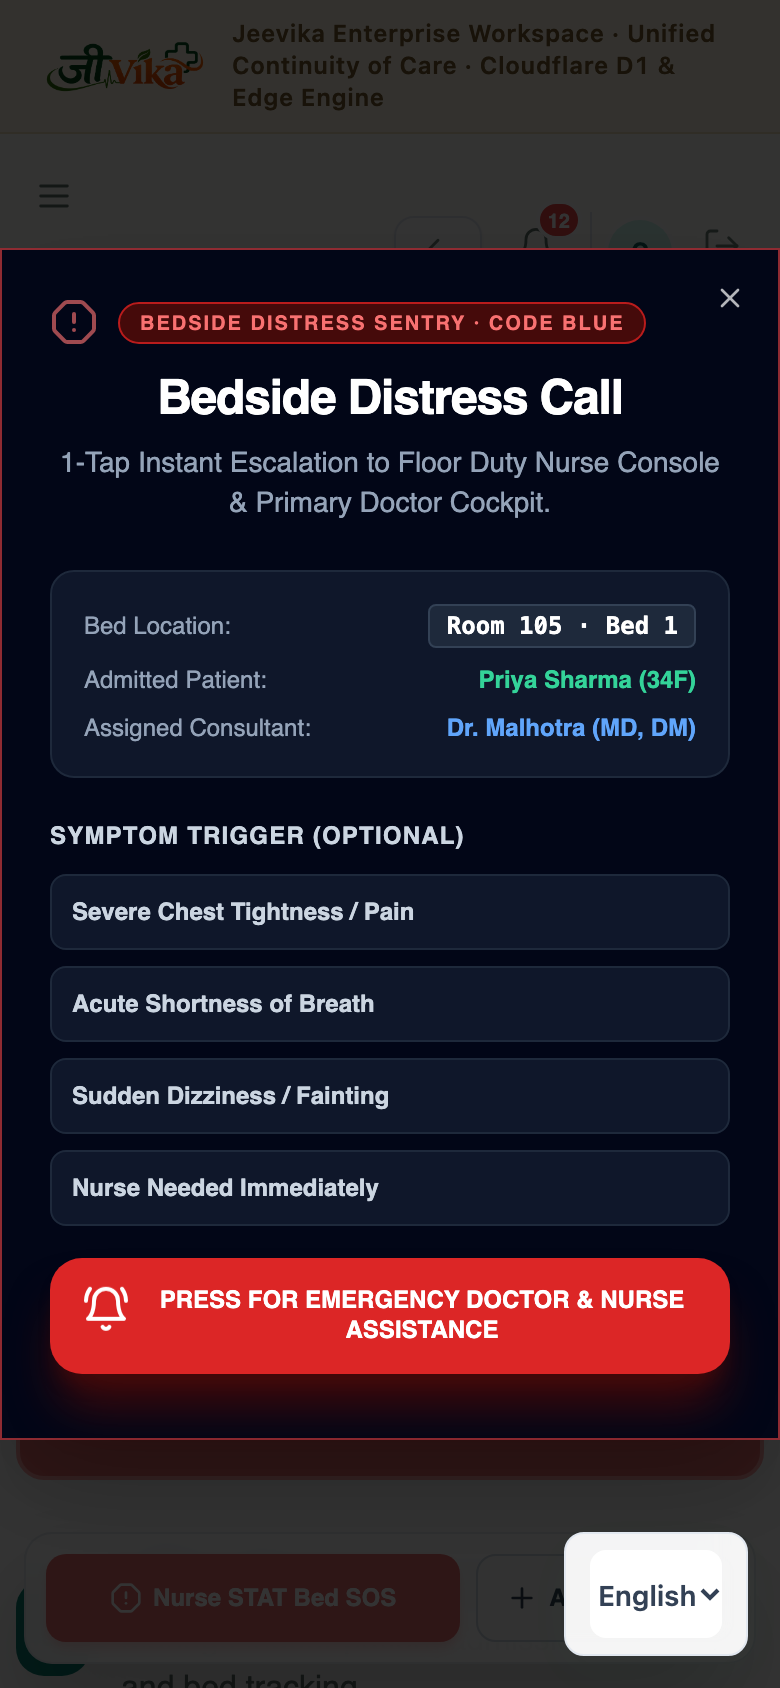 जीvika
Jeevika Enterprise Workspace · Unified
Continuity of Care · Cloudflare D1 &
Edge Engine
12
BEDSIDE DISTRESS SENTRY · CODE BLUE
Bedside Distress Call
1-Tap Instant Escalation to Floor Duty Nurse Console
& Primary Doctor Cockpit.
Bed Location: Room 105 · Bed 1
Admitted Patient: Priya Sharma (34F)
Assigned Consultant: Dr. Malhotra (MD, DM)
SYMPTOM TRIGGER (OPTIONAL)
Severe Chest Tightness / Pain
Acute Shortness of Breath
Sudden Dizziness / Fainting
Nurse Needed Immediately
PRESS FOR EMERGENCY DOCTOR & NURSE
ASSISTANCE
Nurse STAT Bed SOS
English
and bed tracking